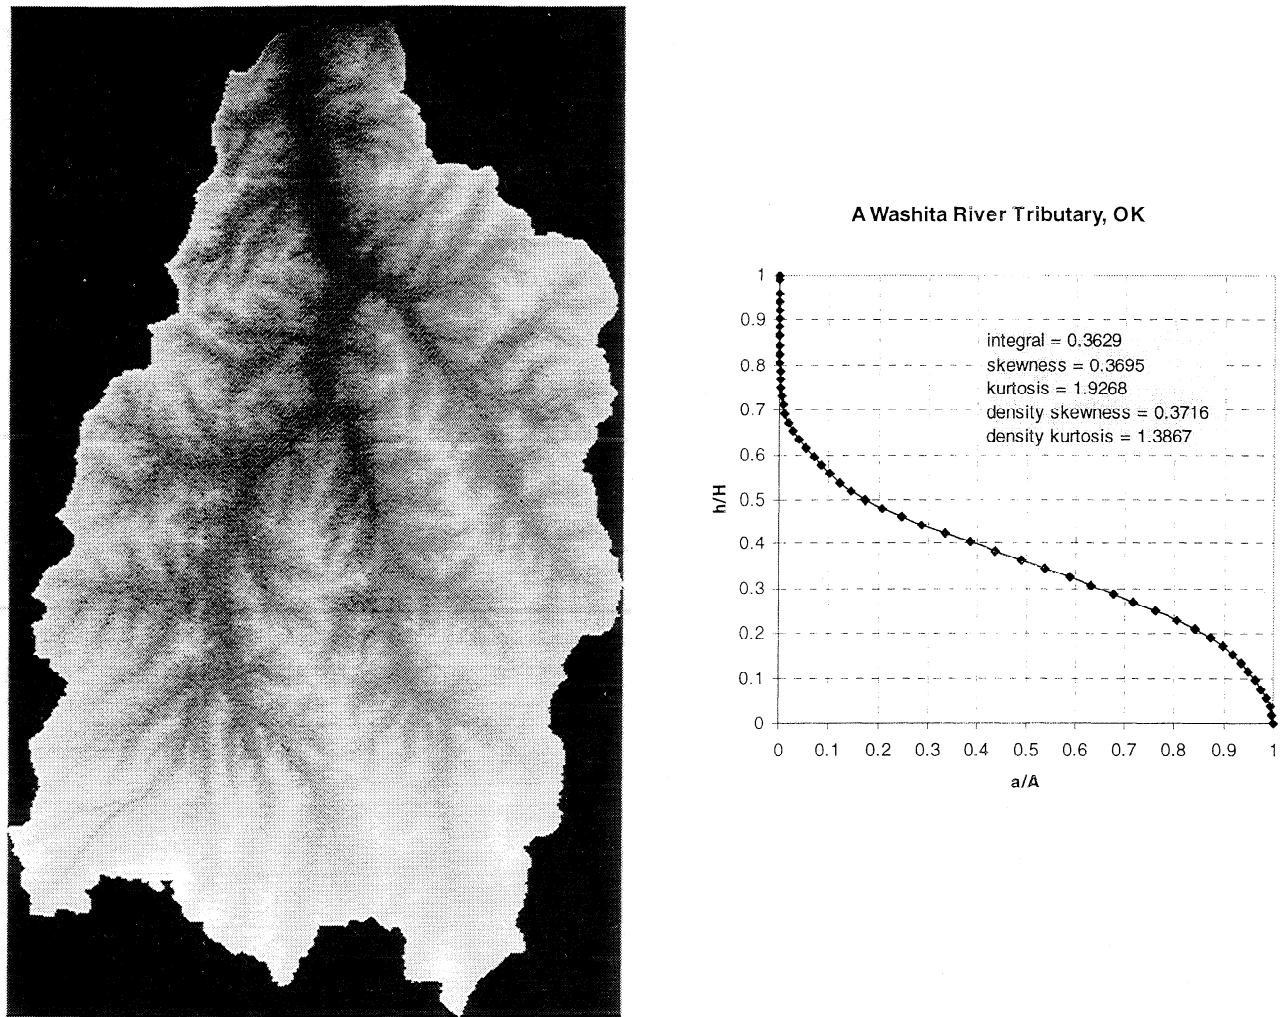 A Washita River Tributary, OK
1
0.9
0.8
0.7
0.6
0.5
0.4
0.3
0.2
0.1
0
h/H
integral = 0.3629
skewness = 0.3695
kurtosis = 1.9268
density skewness = 0.3716
density kurtosis = 1.3867
0 0.1 0.2 0.3 0.4 0.5 0.6 0.7 0.8 0.9 1
a/A